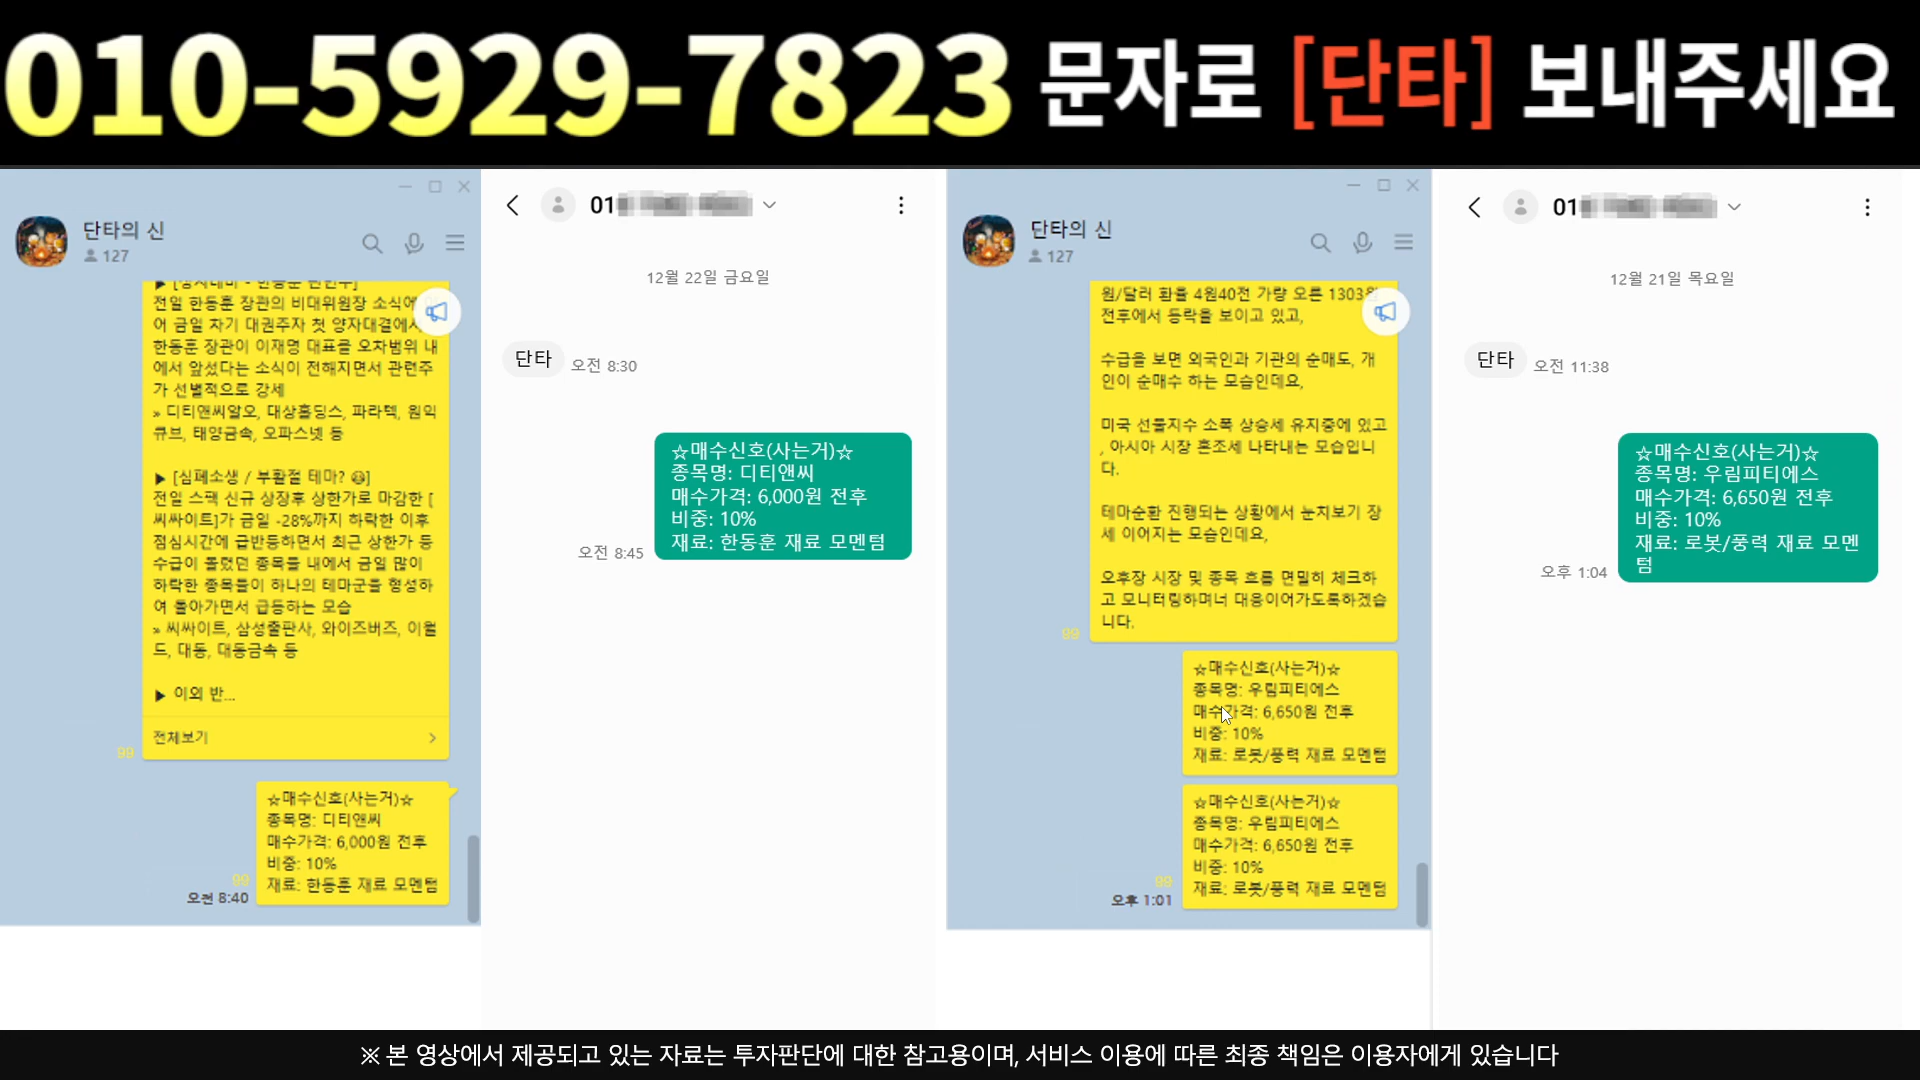 010-5929-7823 문자로 [단타] 보내주세요
단타의 신
127
전일 한동훈 장관의 비대위원장 소식에
어 금일 차기 대권주자 첫 양자대결에서
한동훈 장관이 이재명 대표를 오차범위 내
에서 앞섰다는 소식이 전해지면서 관련주
가 선별적으로 강세
» 디티앤씨알오, 대상홀딩스, 파라텍, 원익
큐브, 태양금속, 오파스넷 등
▶ [심폐소생 / 부활절 테마? 😆]
전일 스팩 신규 상장후 상한가로 마감한 [
씨싸이트]가 금일 -28%까지 하락한 이후
점심시간에 급반등하면서 최근 상한가 등
수급이 몰렸던 종목들 내에서 금일 많이
하락한 종목들이 하나의 테마군을 형성하
여 돌아가면서 급등하는 모습
» 씨싸이트, 삼성출판사, 와이즈버즈, 이월
드, 대동, 대동금속 등
▶ 이외 반...
전체보기
99
☆매수신호(사는거)☆
종목명: 디티앤씨
매수가격: 6,000원 전후
비중: 10%
재료: 한동훈 재료 모멘텀
99
오전 8:40
01
12월 22일 금요일
단타
오전 8:30
☆매수신호(사는거)☆
종목명: 디티앤씨
매수가격: 6,000원 전후
비중: 10%
재료: 한동훈 재료 모멘텀
오전 8:45
단타의 신
127
원/달러 환율 4원40전 가량 오른 1303원
전후에서 등락을 보이고 있고,
수급을 보면 외국인과 기관의 순매도, 개
인이 순매수 하는 모습인데요,
미국 선물지수 소폭 상승세 유지중에 있고
, 아시아 시장 혼조세 나타내는 모습입니
다.
테마순환 진행되는 상황에서 눈치보기 장
세 이어지는 모습인데요,
오후장 시장 및 종목 흐름 면밀히 체크하
고 모니터링하며너 대응이어가도록하겠습
니다.
99
☆매수신호(사는거)☆
종목명: 우림피티에스
매수가격: 6,650원 전후
비중: 10%
재료: 로봇/풍력 재료 모멘텀
☆매수신호(사는거)☆
종목명: 우림피티에스
매수가격: 6,650원 전후
비중: 10%
재료: 로봇/풍력 재료 모멘텀
99
오후 1:01
01
12월 21일 목요일
단타
오전 11:38
☆매수신호(사는거)☆
종목명: 우림피티에스
매수가격: 6,650원 전후
비중: 10%
재료: 로봇/풍력 재료 모멘
텀
오후 1:04
※ 본 영상에서 제공되고 있는 자료는 투자판단에 대한 참고용이며, 서비스 이용에 따른 최종 책임은 이용자에게 있습니다